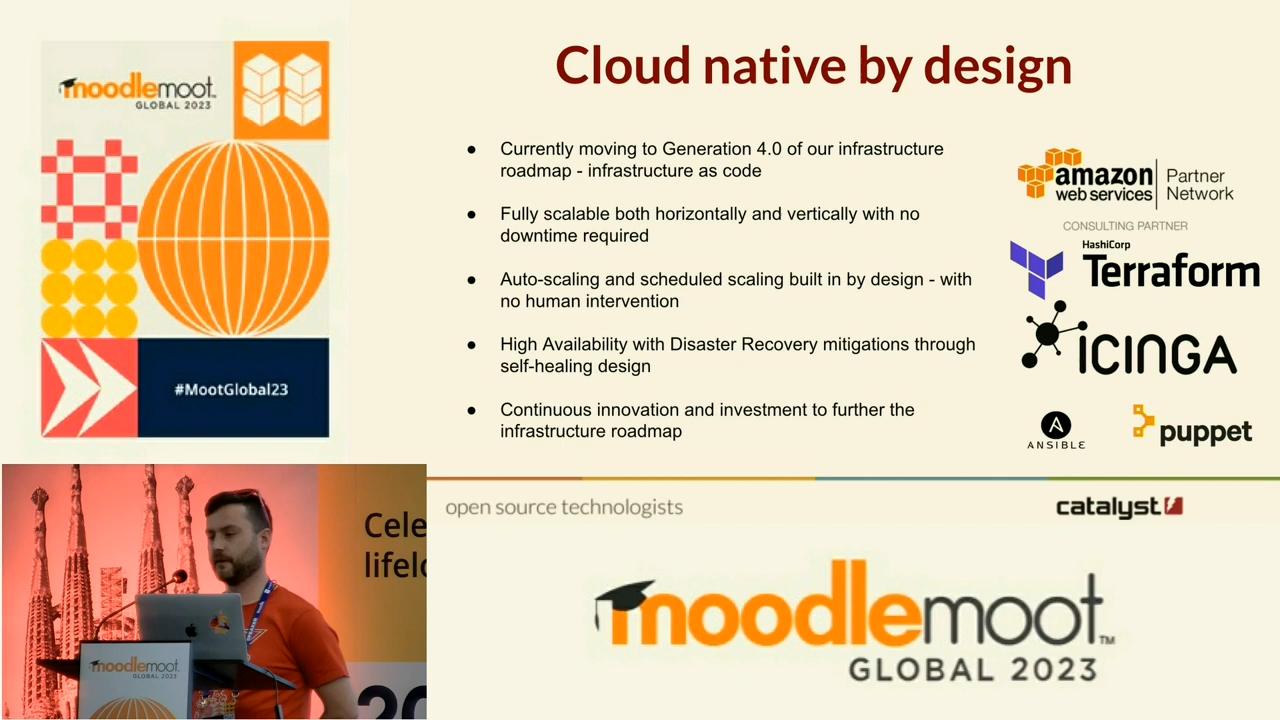 moodlemoot™
GLOBAL 2023
#MootGlobal23
Cloud native by design
● Currently moving to Generation 4.0 of our infrastructure
roadmap - infrastructure as code
● Fully scalable both horizontally and vertically with no
downtime required
● Auto-scaling and scheduled scaling built in by design - with
no human intervention
● High Availability with Disaster Recovery mitigations through
self-healing design
● Continuous innovation and investment to further the
infrastructure roadmap
amazon
web services
Partner
Network
CONSULTING PARTNER
HashiCorp
Terraform
ICINGA
A
ANSIBLE
puppet
open source technologists
catalyst
Cele
lifel
20
moodlemoot
GLOBAL 2023
moodlemoot™
GLOBAL 2023